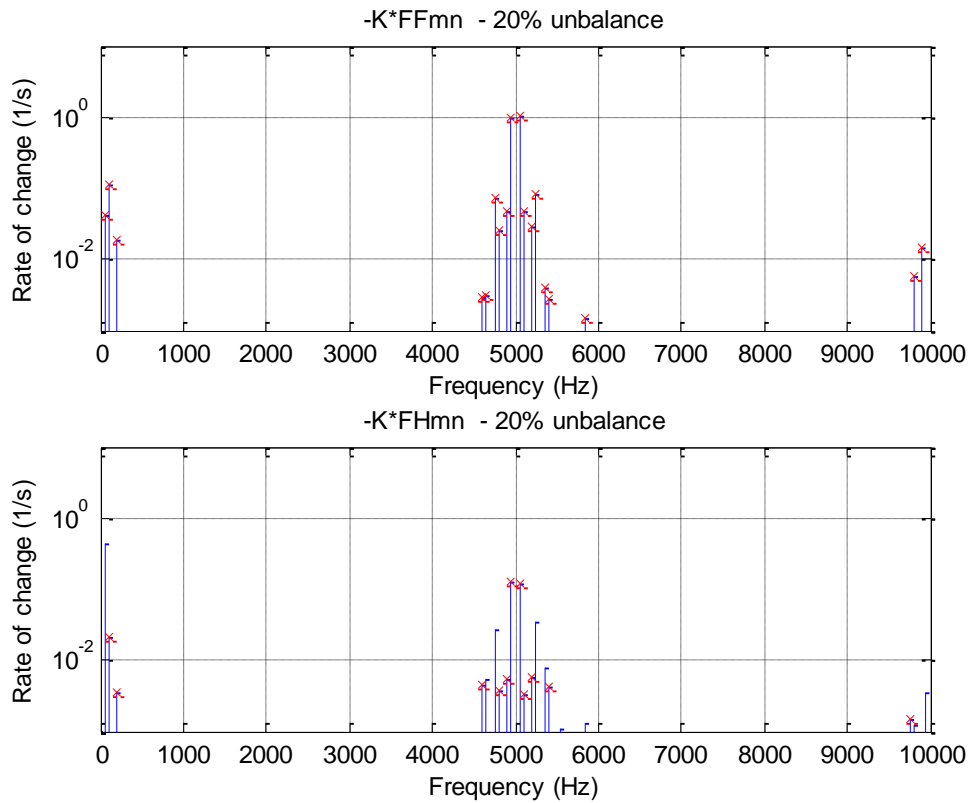 -K*FFmn - 20% unbalance
Rate of change (1/s)
10^0
10^-2
0 1000 2000 3000 4000 5000 6000 7000 8000 9000 10000
Frequency (Hz)
-K*FHmn - 20% unbalance
Rate of change (1/s)
10^0
10^-2
0 1000 2000 3000 4000 5000 6000 7000 8000 9000 10000
Frequency (Hz)